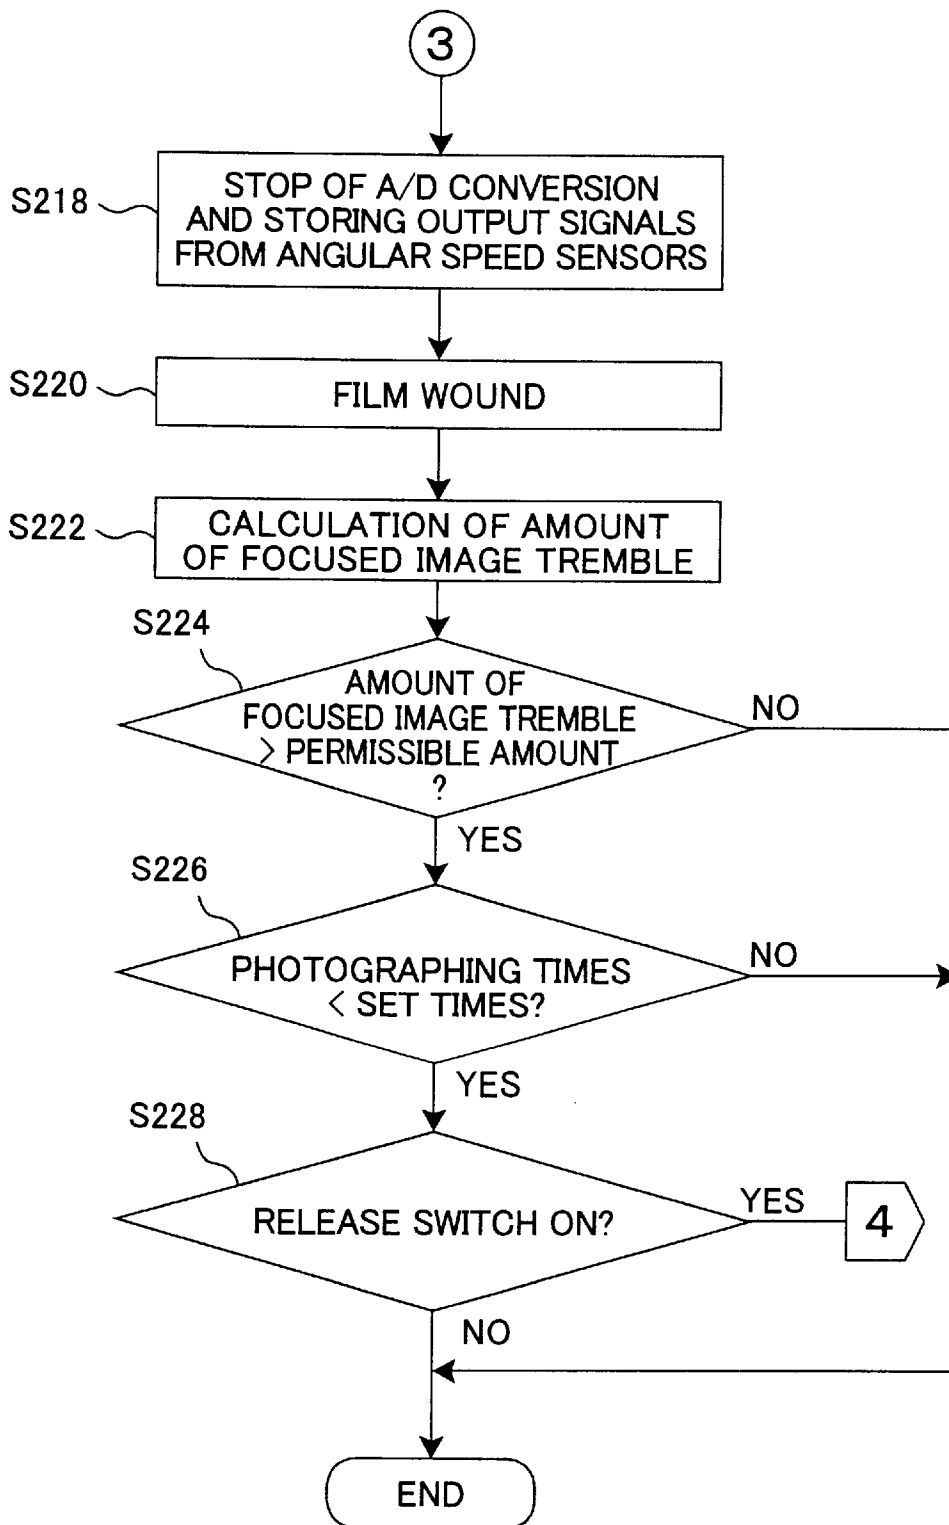 3
S218
STOP OF A/D CONVERSION
AND STORING OUTPUT SIGNALS
FROM ANGULAR SPEED SENSORS
S220
FILM WOUND
S222
CALCULATION OF AMOUNT
OF FOCUSED IMAGE TREMBLE
S224
AMOUNT OF
FOCUSED IMAGE TREMBLE
> PERMISSIBLE AMOUNT
?
NO
YES
S226
PHOTOGRAPHING TIMES
< SET TIMES?
NO
YES
S228
RELEASE SWITCH ON?
YES
4
NO
END